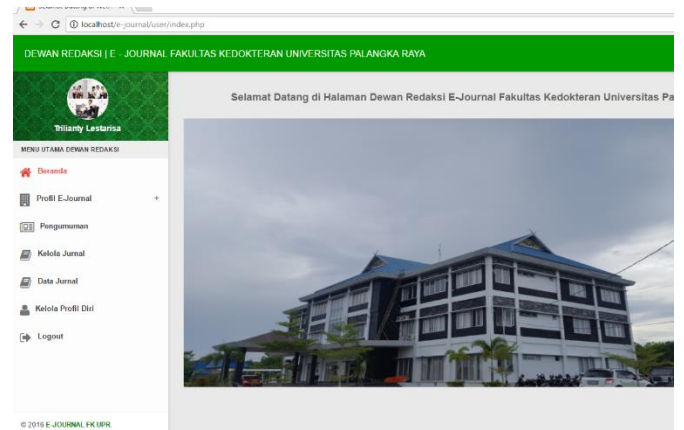 localhost/e-journal/user/index.php
DEWAN REDAKSI | E - JOURNAL FAKULTAS KEDOKTERAN UNIVERSITAS PALANGKA RAYA
Trilianty Lestarisa
MENU UTAMA DEWAN REDAKSI
Beranda
Profil E-Journal +
Pengumuman
Kelola Jurnal
Data Jurnal
Kelola Profil Diri
Logout
© 2016 E-JOURNAL FK UPR.
Selamat Datang di Halaman Dewan Redaksi E-Journal Fakultas Kedokteran Universitas Pa